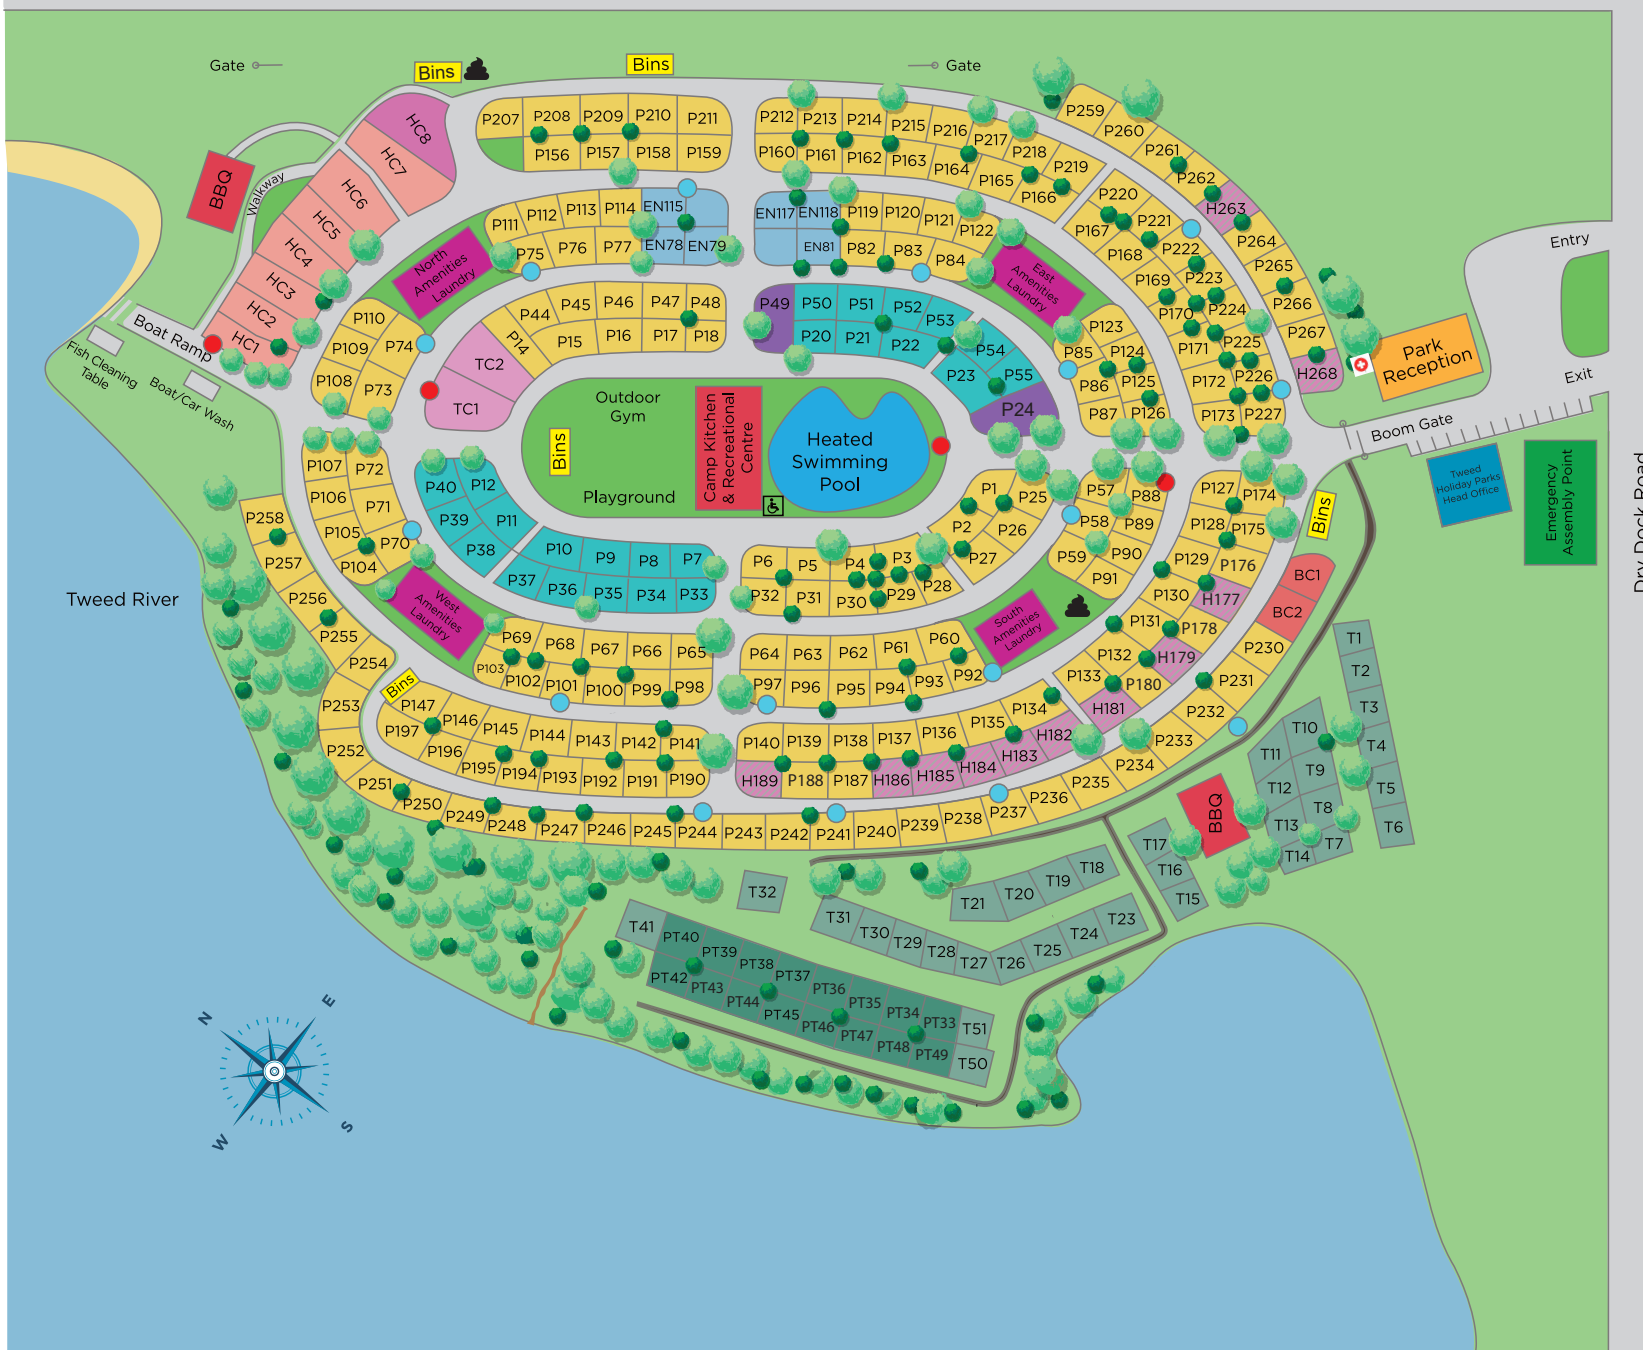 Gate
Bins
Bins
Gate
HC8
HC7
HC6
HC5
HC4
HC3
HC2
HC1
BBQ
Walkway
Boat Ramp
Fish Cleaning
Table
Boat/Car Wash
P207
P208
P209
P210
P211
P156
P157
P158
P159
P212
P213
P214
P215
P216
P217
P218
P219
P160
P161
P162
P163
P164
P165
P166
P259
P260
P261
P262
H263
P264
P265
P266
P267
H268
P220
P221
P222
P223
P224
P225
P226
P227
P167
P168
P169
P170
P171
P172
P173
P111
P112
P113
P114
EN115
P75
P76
P77
EN78
EN79
EN117
EN118
P119
P120
P121
P122
EN81
P82
P83
P84
North
Amenities
Laundry
East
Amenities
Laundry
P110
P109
P108
P74
P73
P123
P124
P125
P126
P85
P86
P87
P44
P45
P46
P47
P48
P14
P15
P16
P17
P18
TC2
TC1
P49
P50
P51
P52
P53
P54
P55
P20
P21
P22
P23
P24
Outdoor
Gym
Bins
Playground
Camp Kitchen
& Recreational
Centre
Heated
Swimming
Pool
Park
Reception
Entry
Exit
Boom Gate
Tweed
Holiday Parks
Head Office
Emergency
Assembly Point
Dry Dock Road
Bins
P107
P106
P105
P104
P72
P71
P70
P40
P39
P38
P12
P11
P10
P9
P8
P7
P37
P36
P35
P34
P33
P6
P5
P4
P3
P2
P1
P32
P31
P30
P29
P28
P27
P26
P25
P57
P58
P59
P88
P89
P90
P91
P127
P128
P129
P130
P131
P132
P133
P174
P175
P176
H177
P178
H179
P180
H181
BC1
BC2
West
Amenities
Laundry
South
Amenities
Laundry
P69
P68
P67
P66
P65
P103
P102
P101
P100
P99
P98
P64
P63
P62
P61
P60
P97
P96
P95
P94
P93
P92
Tweed River
P258
P257
P256
P255
P254
P253
P252
P251
P250
P249
P248
P247
P246
P245
P244
P243
P242
P241
P240
P239
P238
P237
P236
P235
P234
P233
P232
P231
P230
Bins
P147
P146
P145
P144
P143
P142
P141
P197
P196
P195
P194
P193
P192
P191
P190
P140
P139
P138
P137
P136
P135
P134
H189
P188
P187
H186
H185
H184
H183
H182
T1
T2
T3
T4
T5
T6
T10
T11
T9
T12
T8
T13
T7
T14
BBQ
T17
T16
T15
T18
T19
T20
T21
T23
T24
T25
T26
T27
T28
T29
T30
T31
T32
T41
PT40
PT39
PT38
PT37
PT36
PT35
PT34
PT33
T51
PT42
PT43
PT44
PT45
PT46
PT47
PT48
PT49
T50
N
E
W
S